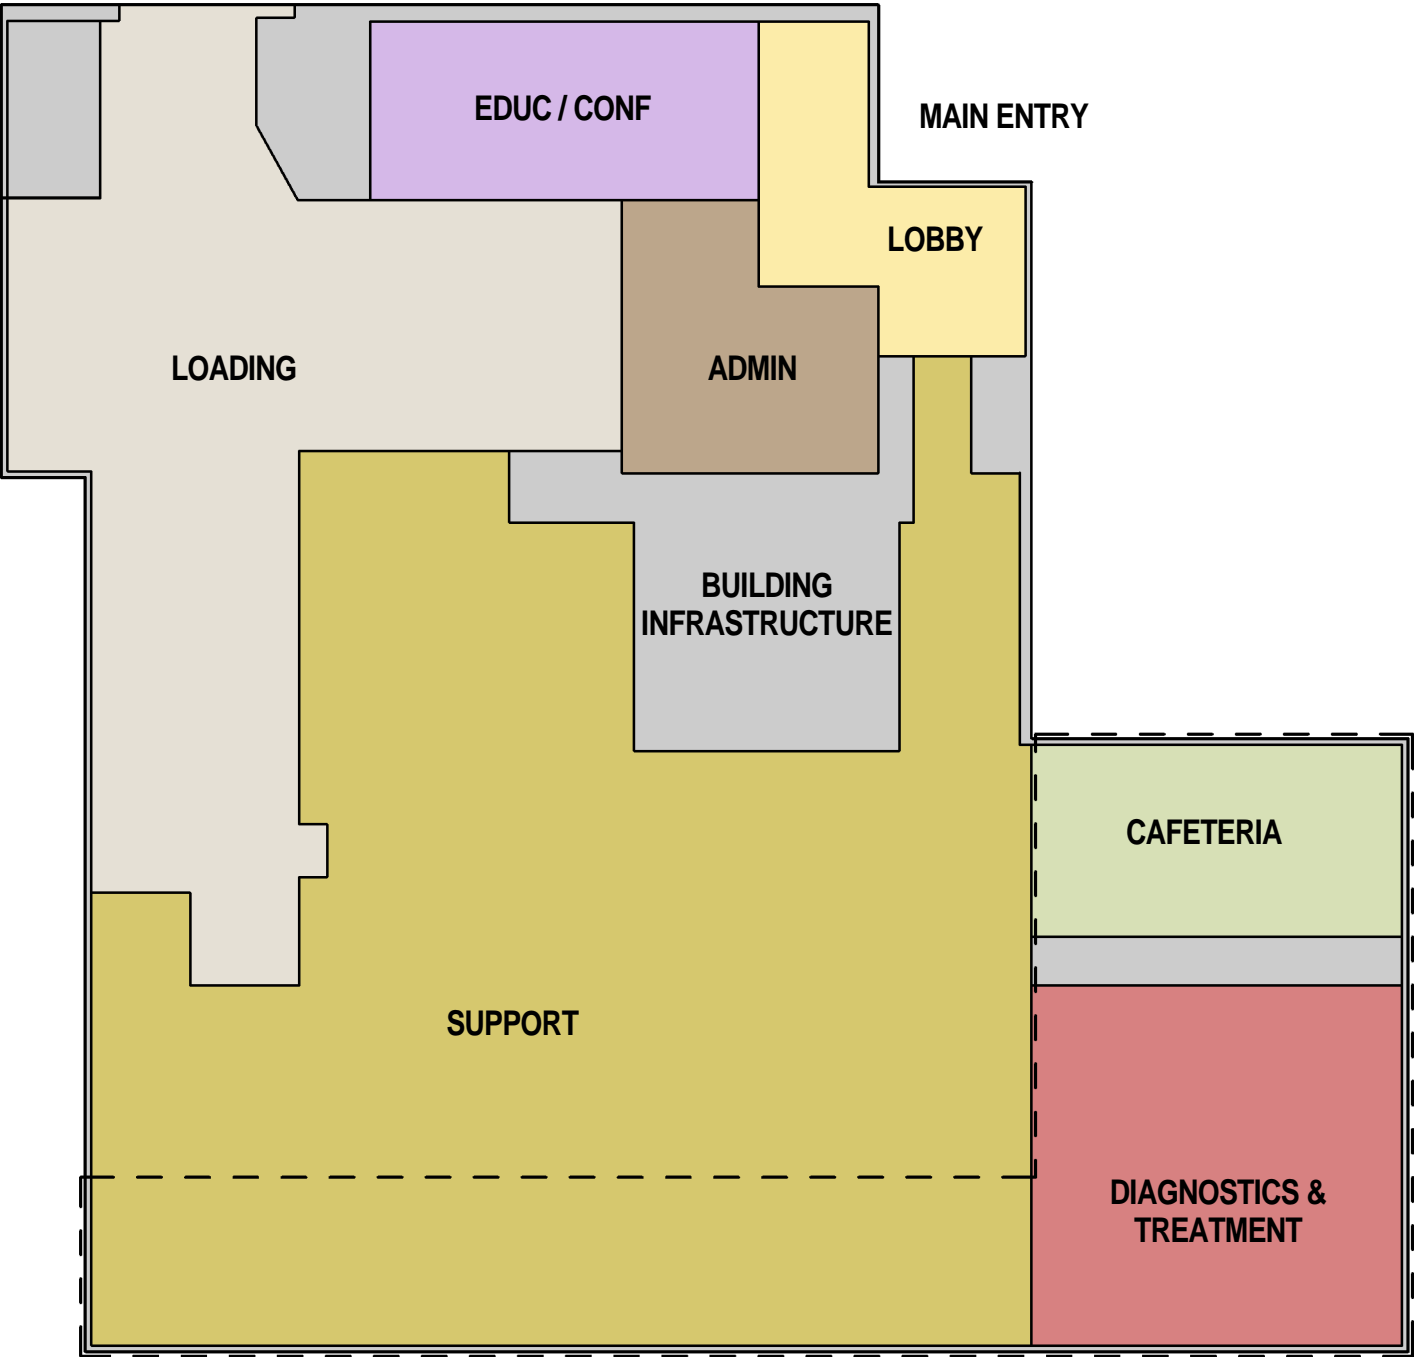 EDUC / CONF
MAIN ENTRY
LOBBY
LOADING
ADMIN
BUILDING
INFRASTRUCTURE
CAFETERIA
SUPPORT
DIAGNOSTICS &
TREATMENT